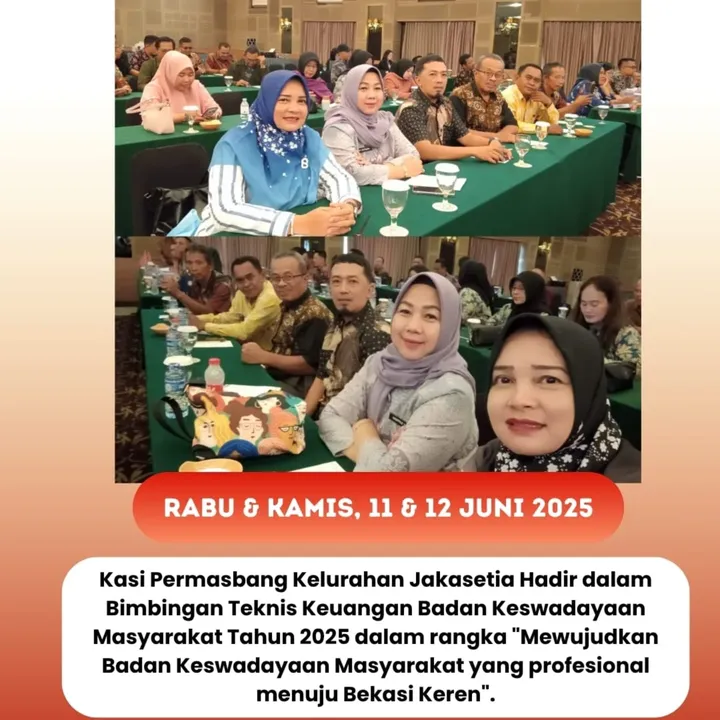 RABU & KAMIS, 11 & 12 JUNI 2025
Kasi Permasbang Kelurahan Jakasetia Hadir dalam
Bimbingan Teknis Keuangan Badan Keswadayaan
Masyarakat Tahun 2025 dalam rangka "Mewujudkan
Badan Keswadayaan Masyarakat yang profesional
menuju Bekasi Keren".